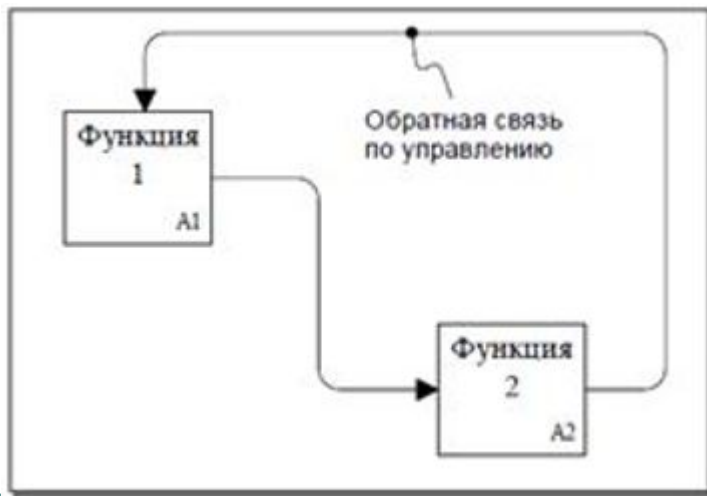 Обратная связь
по управлению
Функция
1
A1
Функция
2
A2